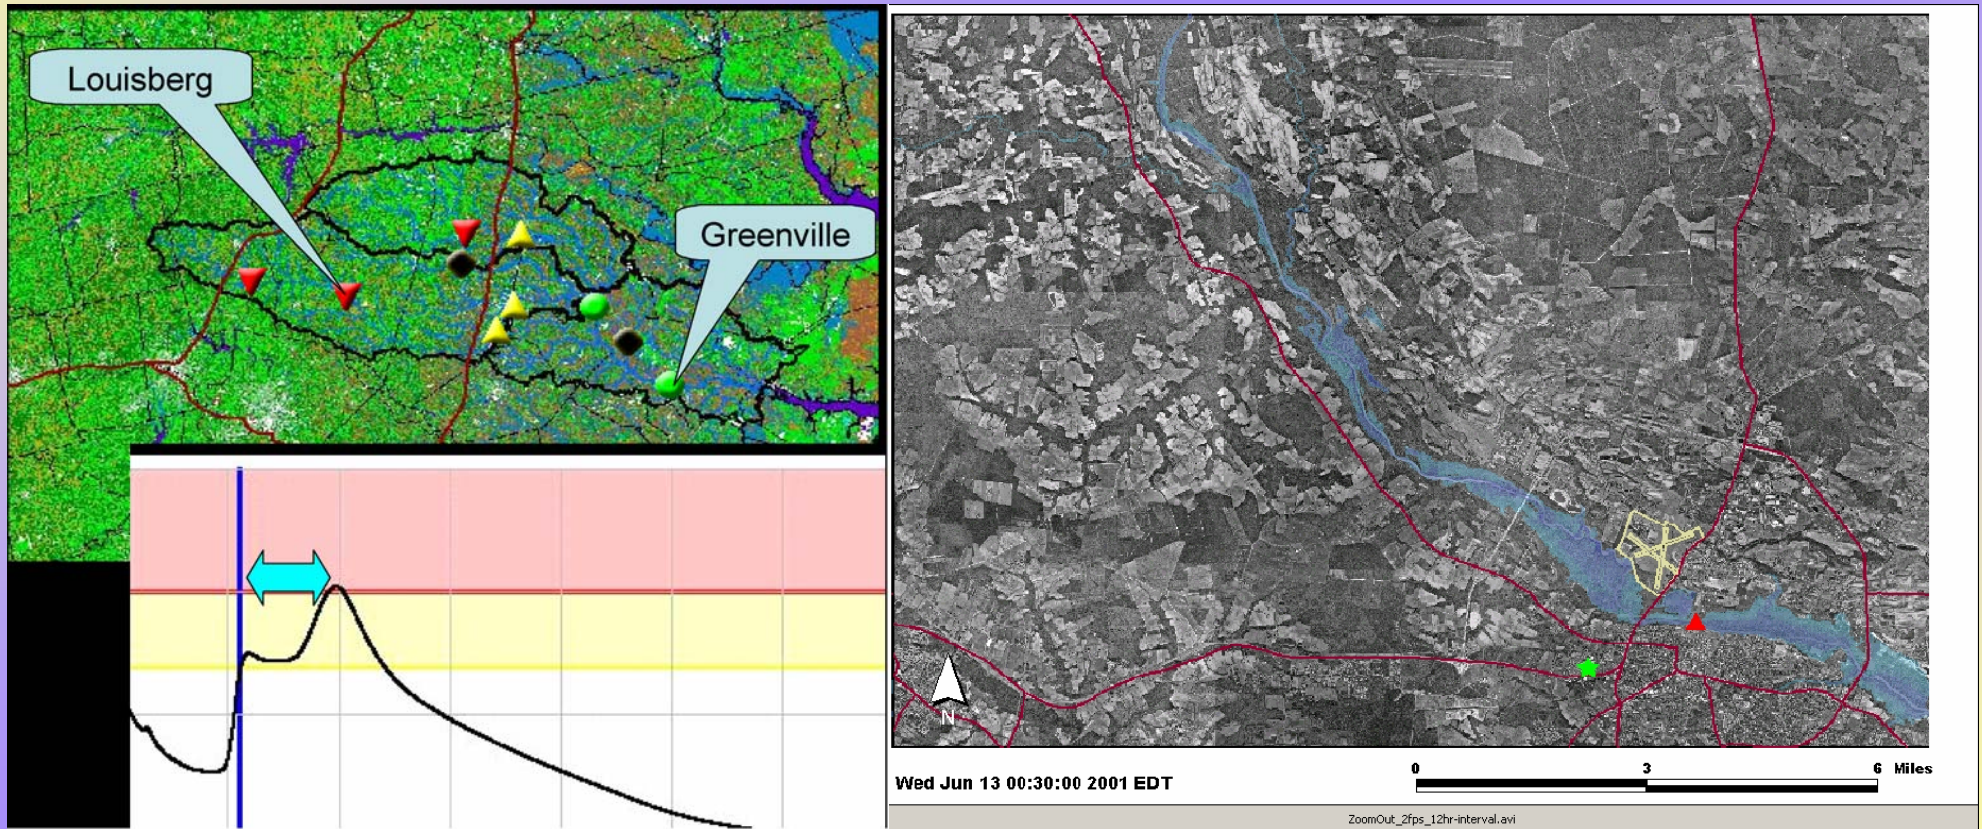 Louisberg
Greenville
N
Wed Jun 13 00:30:00 2001 EDT
0 3 6 Miles
ZoomOut_2fps_12hr-interval.avi